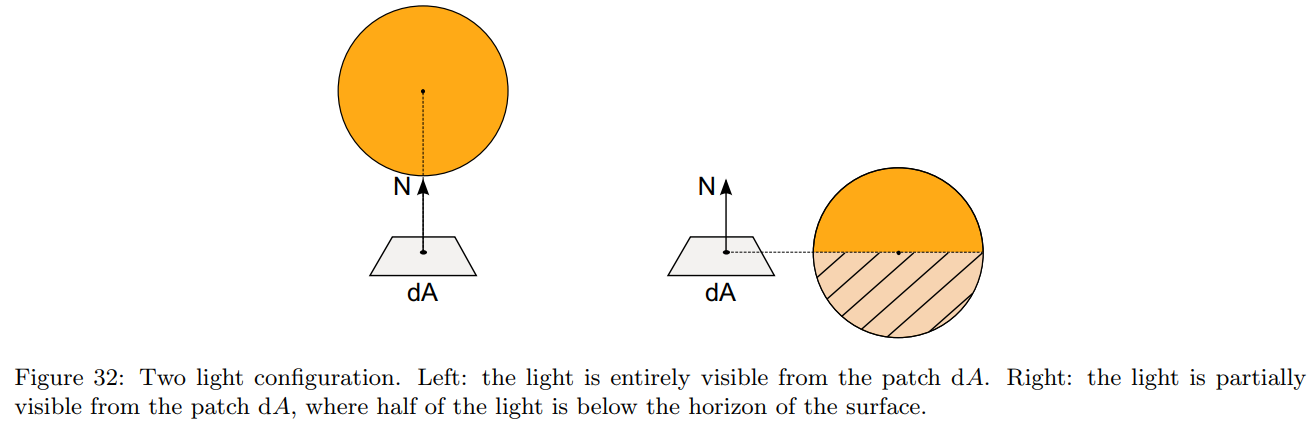 N
dA
N
dA
Figure 32: Two light configuration. Left: the light is entirely visible from the patch dA. Right: the light is partially
visible from the patch dA, where half of the light is below the horizon of the surface.